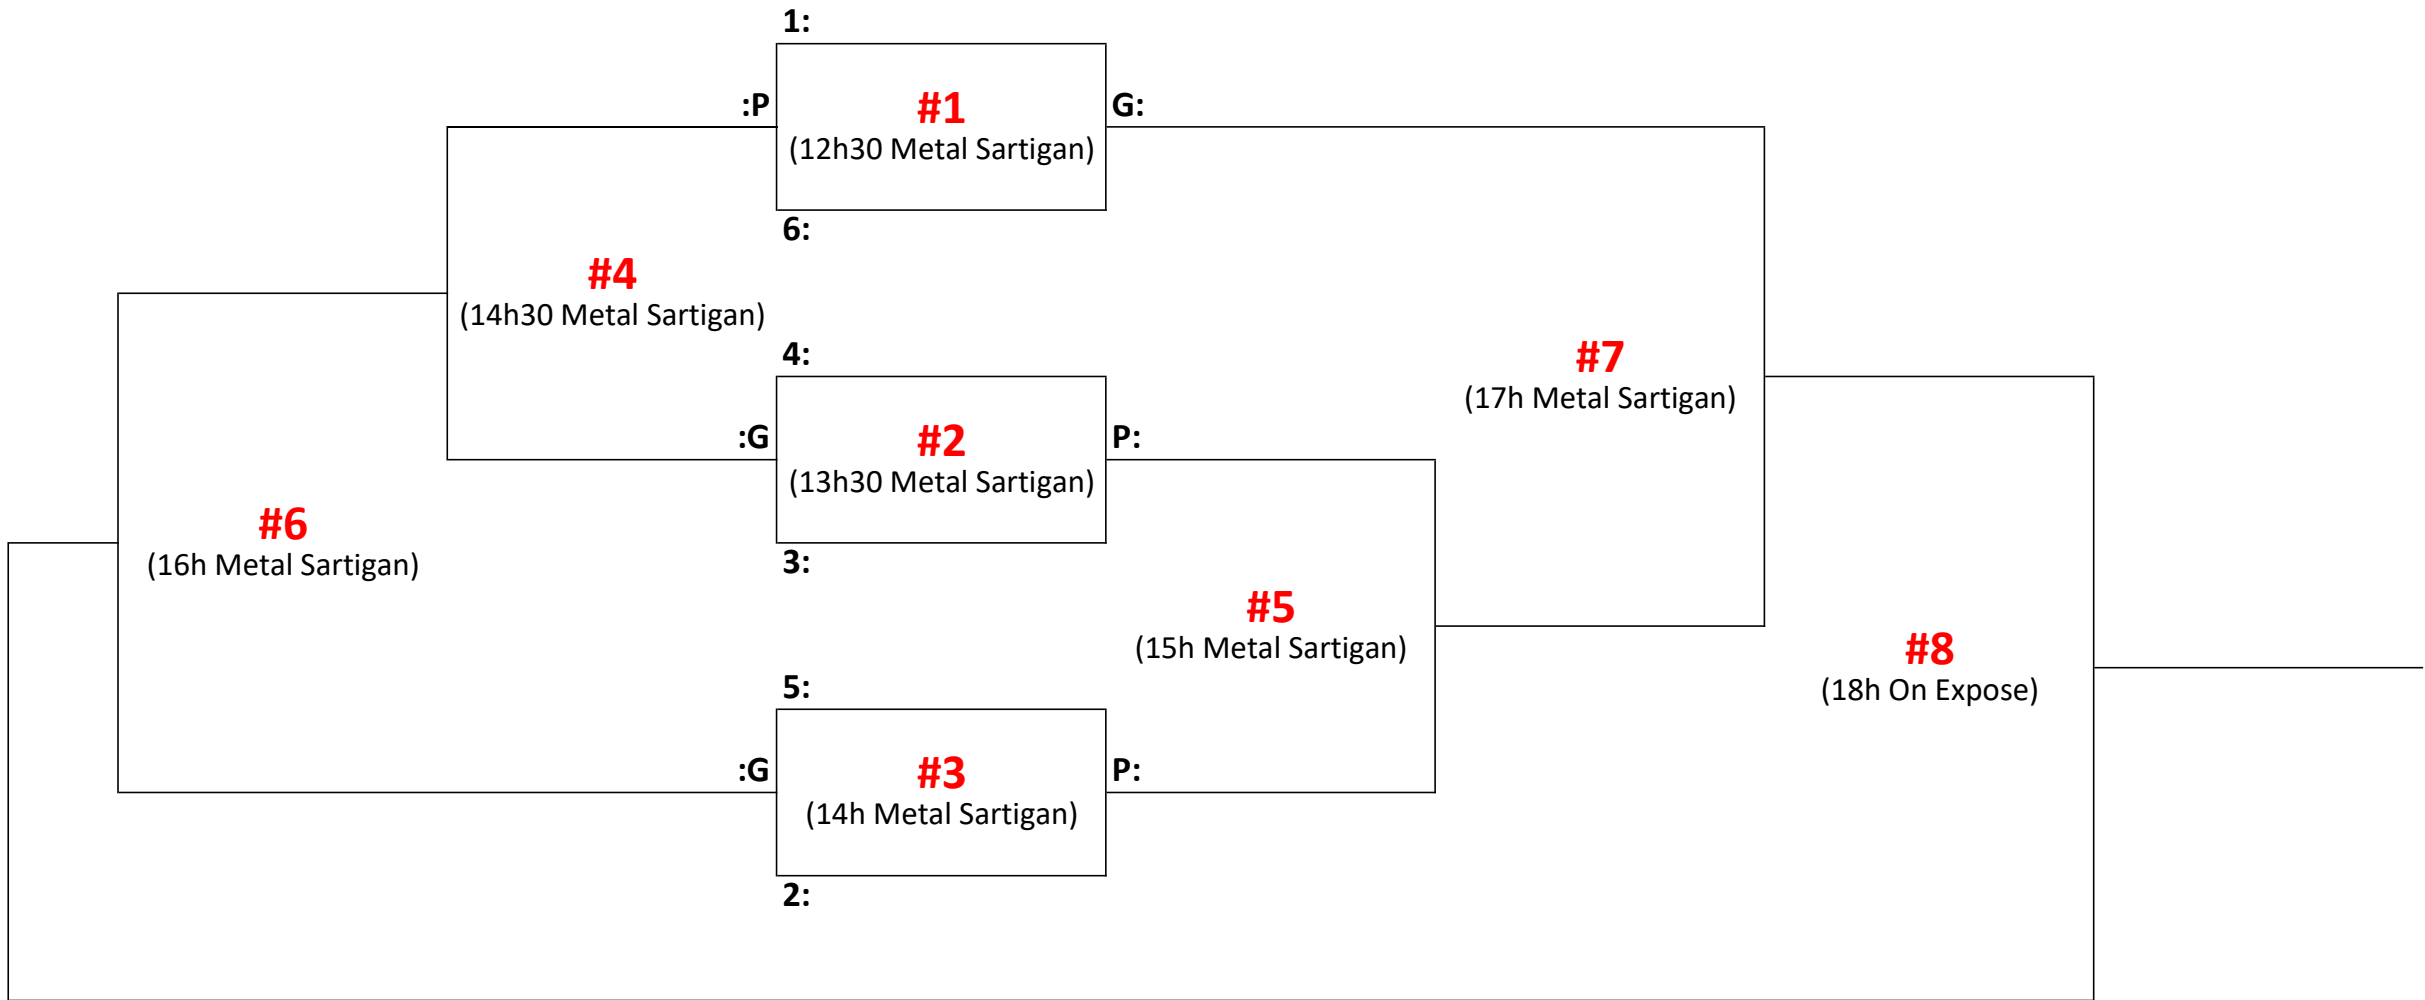 1:
:P
#1
G:
(12h30 Metal Sartigan)
6:
#4
(14h30 Metal Sartigan)
4:
#7
(17h Metal Sartigan)
:G
#2
P:
(13h30 Metal Sartigan)
#6
(16h Metal Sartigan)
3:
#5
(15h Metal Sartigan)
#8
(18h On Expose)
5:
:G
#3
P:
(14h Metal Sartigan)
2: